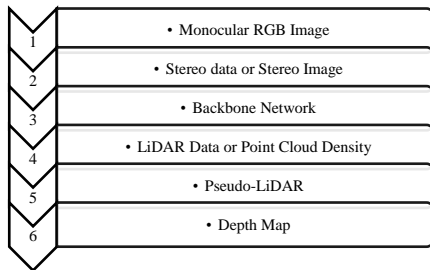 1 • Monocular RGB Image
2 • Stereo data or Stereo Image
3 • Backbone Network
4 • LiDAR Data or Point Cloud Density
5 • Pseudo-LiDAR
6 • Depth Map